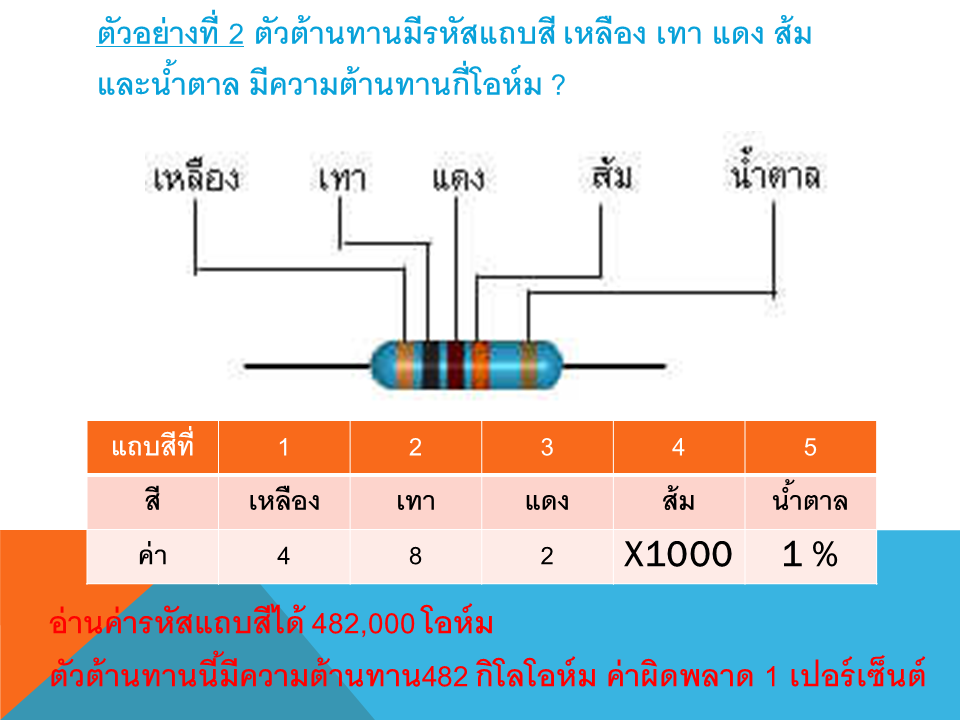 ตัวอย่างที่ 2 ตัวต้านทานมีรหัสแถบสี เหลือง เทา แดง ส้ม
และน้ำตาล มีความต้านทานกี่โอห์ม ?
เหลือง เทา แดง ส้ม น้ำตาล
แถบสีที่ 1 2 3 4 5
สี เหลือง เทา แดง ส้ม น้ำตาล
ค่า 4 8 2 X1000 1 %
อ่านค่ารหัสแถบสีได้ 482,000 โอห์ม
ตัวต้านทานนี้มีความต้านทาน482 กิโลโอห์ม ค่าผิดพลาด 1 เปอร์เซ็นต์